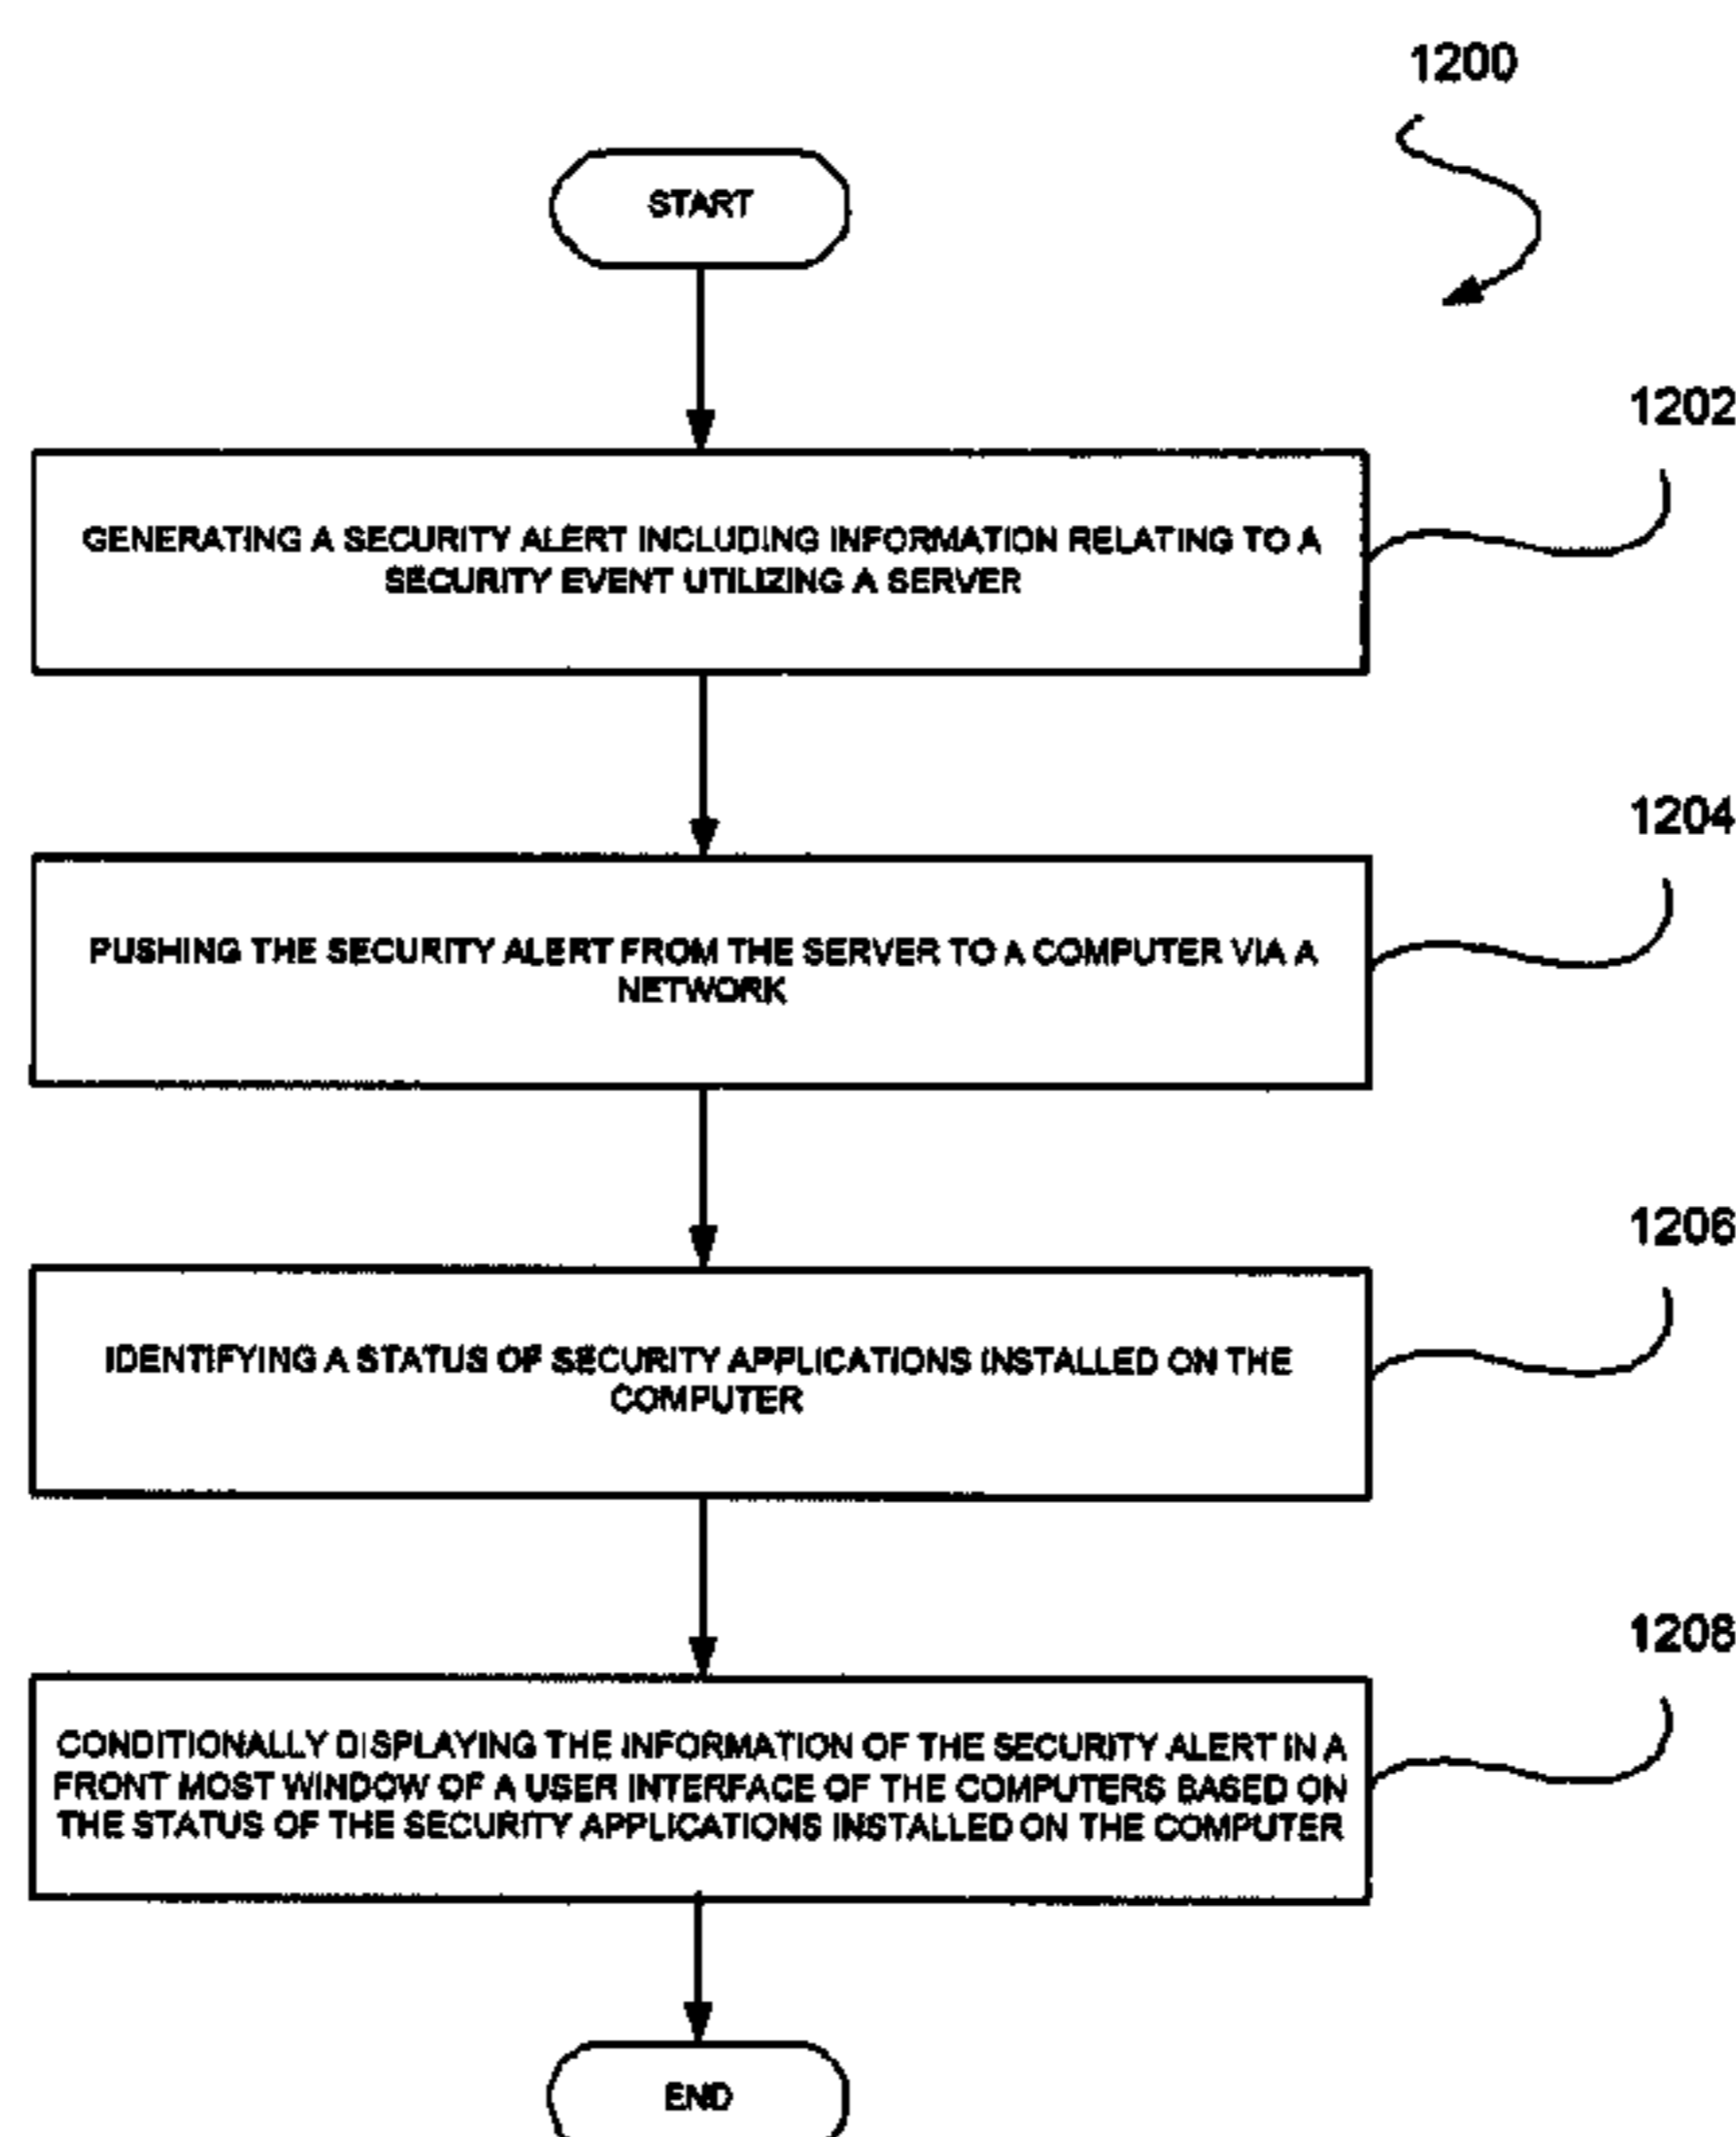 1200
START
1202
GENERATING A SECURITY ALERT INCLUDING INFORMATION RELATING TO A
SECURITY EVENT UTILIZING A SERVER
1204
PUSHING THE SECURITY ALERT FROM THE SERVER TO A COMPUTER VIA A
NETWORK
1206
IDENTIFYING A STATUS OF SECURITY APPLICATIONS INSTALLED ON THE
COMPUTER
1208
CONDITIONALLY DISPLAYING THE INFORMATION OF THE SECURITY ALERT IN A
FRONT MOST WINDOW OF A USER INTERFACE OF THE COMPUTERS BASED ON
THE STATUS OF THE SECURITY APPLICATIONS INSTALLED ON THE COMPUTER
END